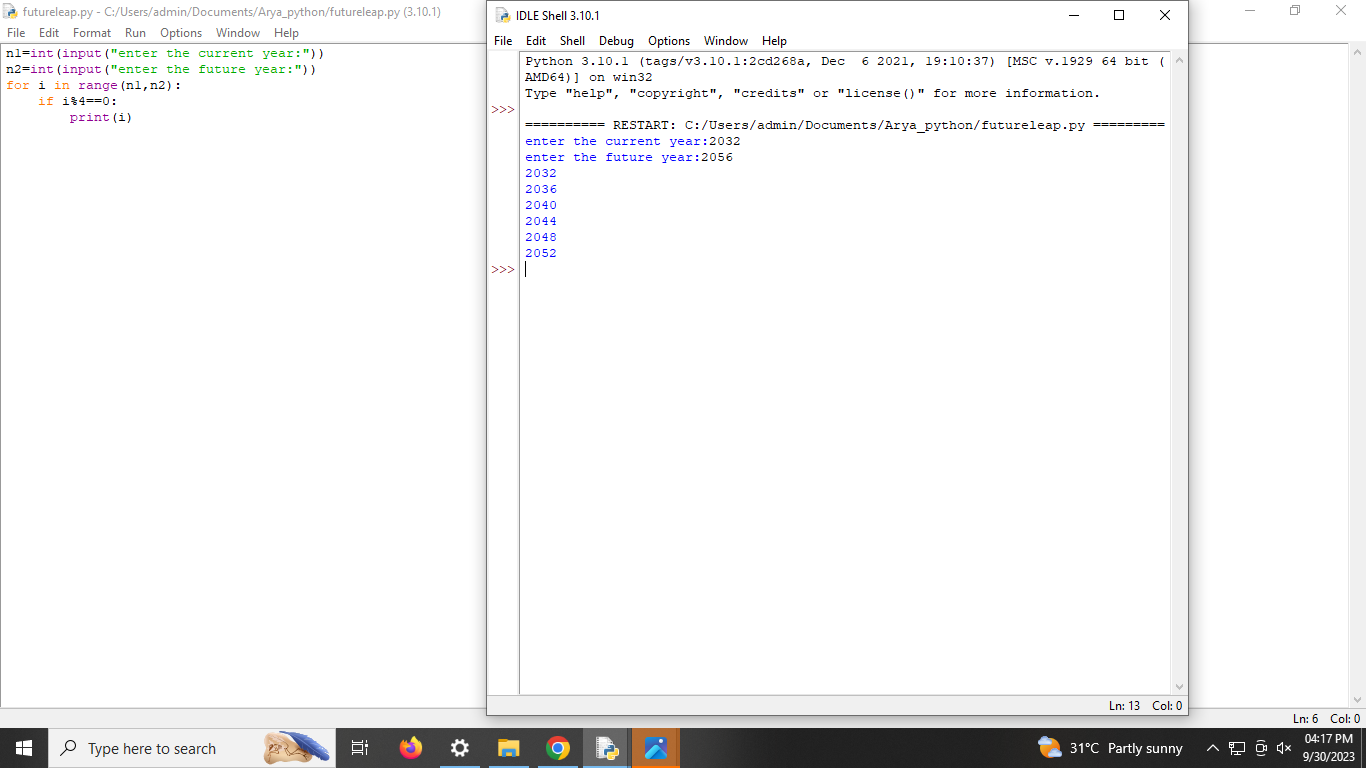 futureleap.py - C:/Users/admin/Documents/Arya_python/futureleap.py (3.10.1)
File Edit Format Run Options Window Help
n1=int(input("enter the current year:"))
n2=int(input("enter the future year:"))
for i in range(n1,n2):
    if i%4==0:
        print(i)
IDLE Shell 3.10.1
File Edit Shell Debug Options Window Help
Python 3.10.1 (tags/v3.10.1:2cd268a, Dec  6 2021, 19:10:37) [MSC v.1929 64 bit (
AMD64)] on win32
Type "help", "copyright", "credits" or "license()" for more information.
>>>
========== RESTART: C:/Users/admin/Documents/Arya_python/futureleap.py =========
enter the current year:2032
enter the future year:2056
2032
2036
2040
2044
2048
2052
>>>
Ln: 13 Col: 0
Ln: 6 Col: 0
Type here to search
31°C Partly sunny
04:17 PM
9/30/2023